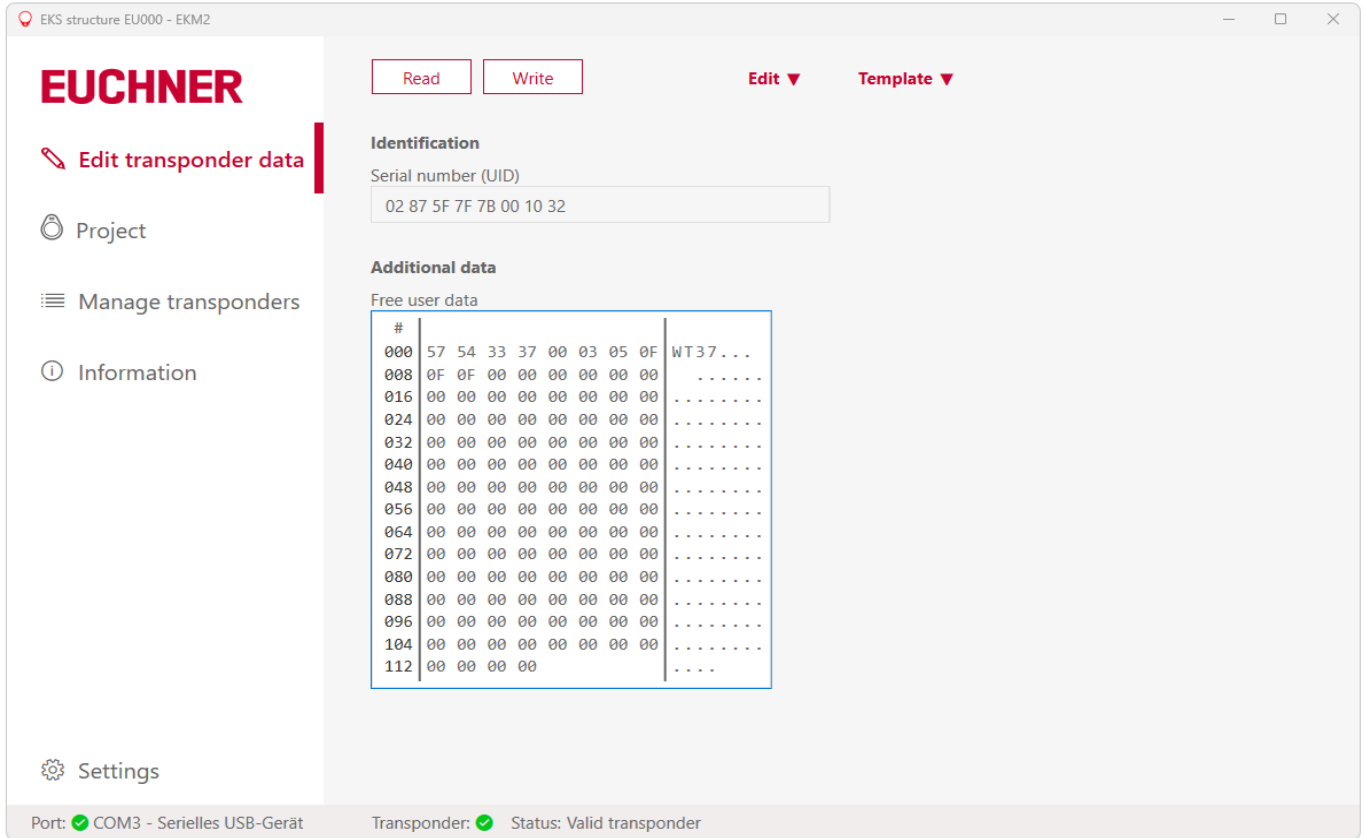 EKS structure EU000 - EKM2
EUCHNER
Edit transponder data
Project
Manage transponders
Information
Settings
Read Write Edit ▼ Template ▼
Identification
Serial number (UID)
02 87 5F 7F 7B 00 10 32
Additional data
Free user data
#
000 57 54 33 37 00 03 05 0F WT37...
008 0F 0F 00 00 00 00 00 00 ......
016 00 00 00 00 00 00 00 00 ........
024 00 00 00 00 00 00 00 00 ........
032 00 00 00 00 00 00 00 00 ........
040 00 00 00 00 00 00 00 00 ........
048 00 00 00 00 00 00 00 00 ........
056 00 00 00 00 00 00 00 00 ........
064 00 00 00 00 00 00 00 00 ........
072 00 00 00 00 00 00 00 00 ........
080 00 00 00 00 00 00 00 00 ........
088 00 00 00 00 00 00 00 00 ........
096 00 00 00 00 00 00 00 00 ........
104 00 00 00 00 00 00 00 00 ........
112 00 00 00 00 ....
Port: COM3 - Serielles USB-Gerät Transponder: Status: Valid transponder